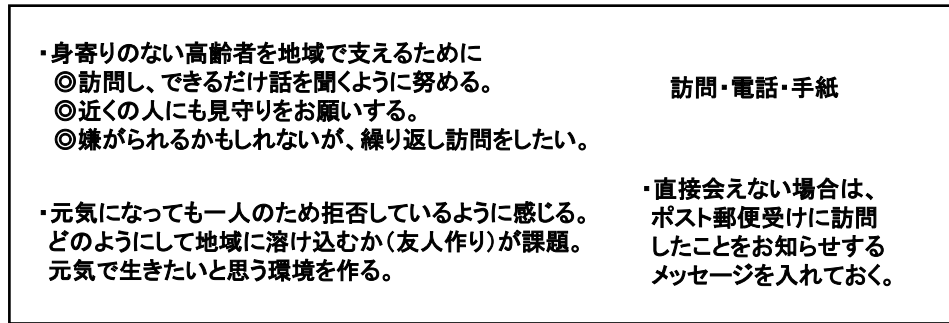 ・身寄りのない高齢者を地域で支えるために
◎訪問し、できるだけ話を聞くように努める。
◎近くの人にも見守りをお願いする。
◎嫌がられるかもしれないが、繰り返し訪問をしたい。
・元気になっても一人のため拒否しているように感じる。
どのようにして地域に溶け込むか（友人作り）が課題。
元気で生きたいと思う環境を作る。
訪問・電話・手紙
・直接会えない場合は、
ポスト郵便受けに訪問
したことをお知らせする
メッセージを入れておく。